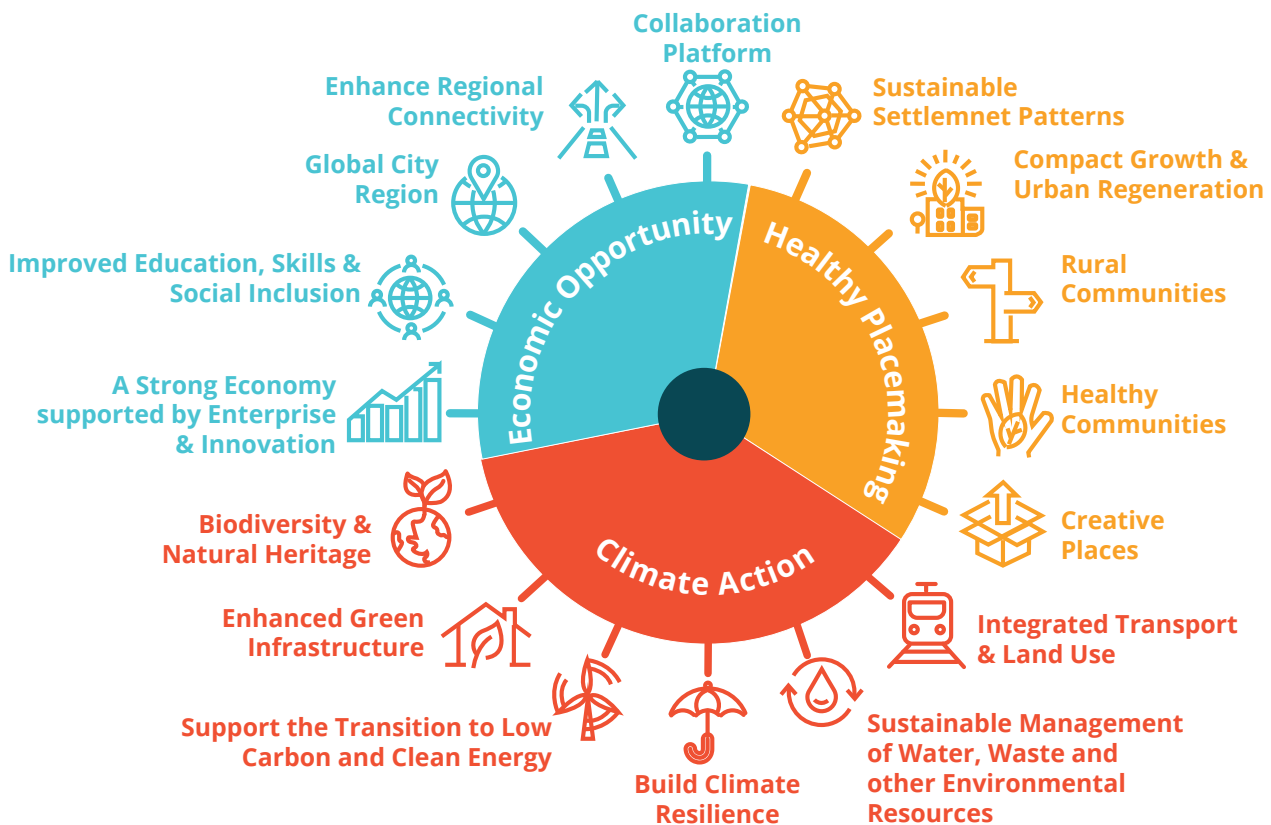 Collaboration
Platform
Sustainable
Settlemnet Patterns
Compact Growth &
Urban Regeneration
Rural
Communities
Healthy
Communities
Creative
Places
Integrated Transport
& Land Use
Sustainable Management
of Water, Waste and
other Environmental
Resources
Build Climate
Resilience
Support the Transition to Low
Carbon and Clean Energy
Enhanced Green
Infrastructure
Biodiversity &
Natural Heritage
A Strong Economy
supported by Enterprise
& Innovation
Improved Education, Skills &
Social Inclusion
Global City
Region
Enhance Regional
Connectivity
Economic Opportunity
Healthy Placemaking
Climate Action